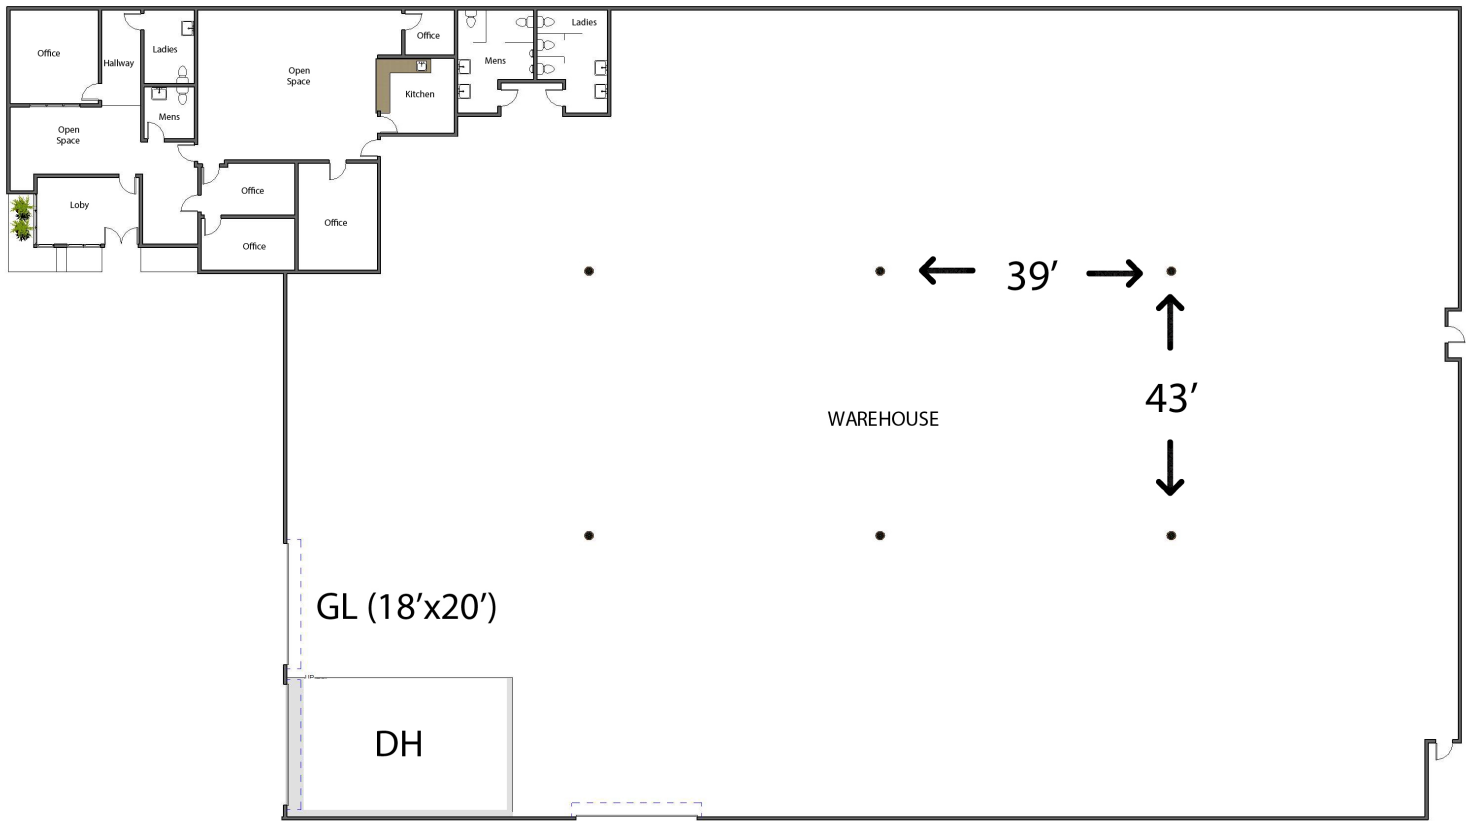 Office
Hallway
Ladies
Open
Space
Office
Mens
Ladies
Kitchen
Mens
Open
Space
Office
Loby
Office
Office
39’
43’
WAREHOUSE
GL (18’x20’)
DH